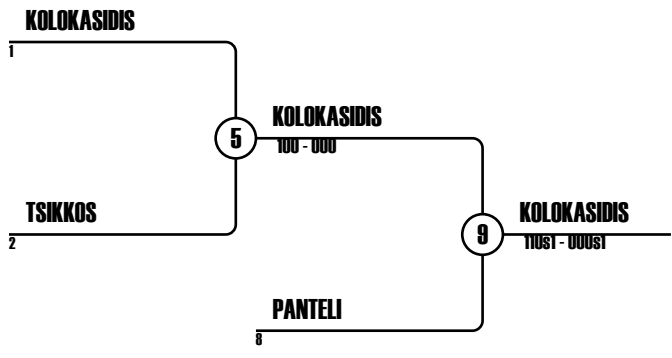 KOLOKASIDIS
1
5
KOLOKASIDIS
100 - 000
TSIKKOS
2
9
KOLOKASIDIS
110s1 - 000s1
PANTELI
8